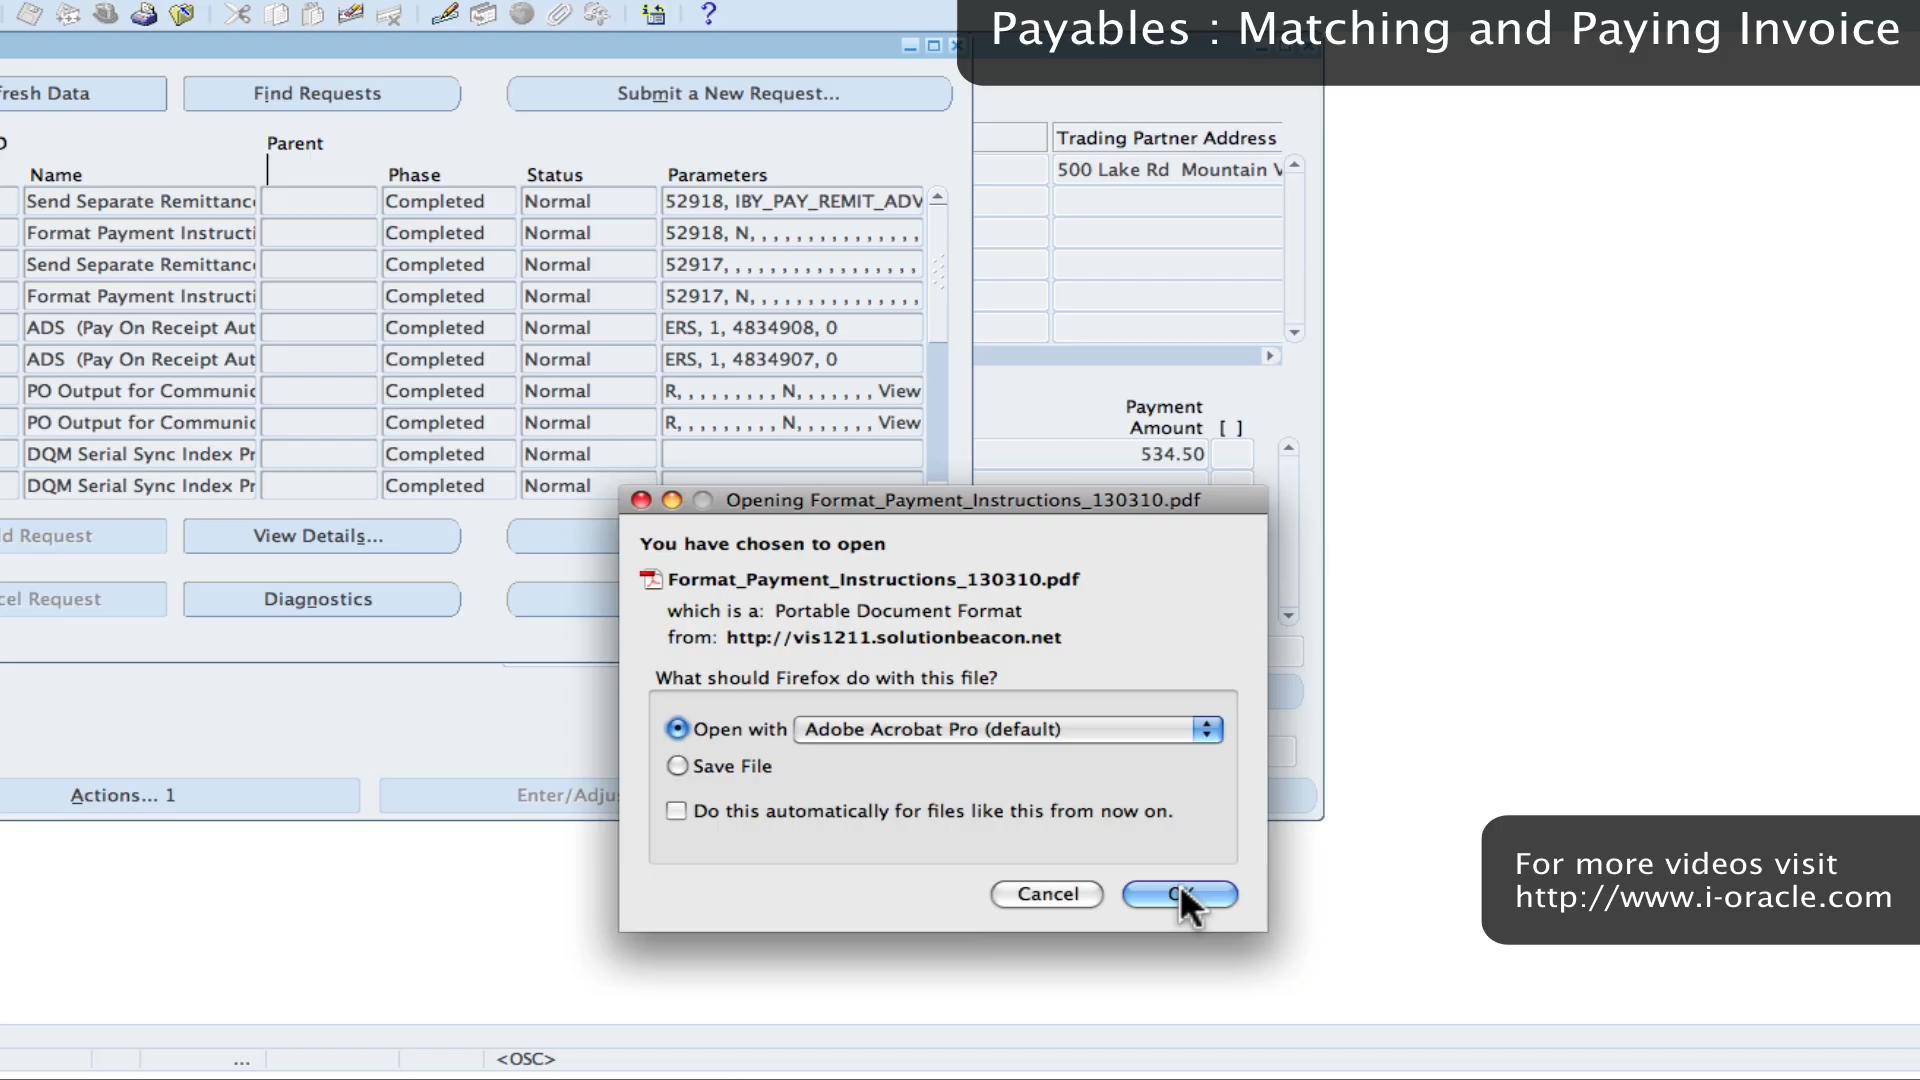 Payables : Matching and Paying Invoice
fresh Data
Find Requests
Submit a New Request...
Parent
Name
Phase
Status
Parameters
Send Separate Remittanc
Completed
Normal
52918, IBY_PAY_REMIT_ADV
Format Payment Instructi
Completed
Normal
52918, N, , , , , , , , , , , , , , ,
Send Separate Remittanc
Completed
Normal
52917, , , , , , , , , , , , , , , , ,
Format Payment Instructi
Completed
Normal
52917, N, , , , , , , , , , , , , , ,
ADS (Pay On Receipt Aut
Completed
Normal
ERS, 1, 4834908, 0
ADS (Pay On Receipt Aut
Completed
Normal
ERS, 1, 4834907, 0
PO Output for Communic
Completed
Normal
R, , , , , , , , , N, , , , , , , View
PO Output for Communic
Completed
Normal
R, , , , , , , , , N, , , , , , , View
DQM Serial Sync Index Pr
Completed
Normal
DQM Serial Sync Index Pr
Completed
Normal
Trading Partner Address
500 Lake Rd Mountain V
Payment
Amount [ ]
534.50
d Request
View Details...
cel Request
Diagnostics
Actions... 1
Enter/Adju
Opening Format_Payment_Instructions_130310.pdf
You have chosen to open
Format_Payment_Instructions_130310.pdf
which is a: Portable Document Format
from: http://vis1211.solutionbeacon.net
What should Firefox do with this file?
Open with Adobe Acrobat Pro (default)
Save File
Do this automatically for files like this from now on.
Cancel
OK
For more videos visit
http://www.i-oracle.com
...
<OSC>